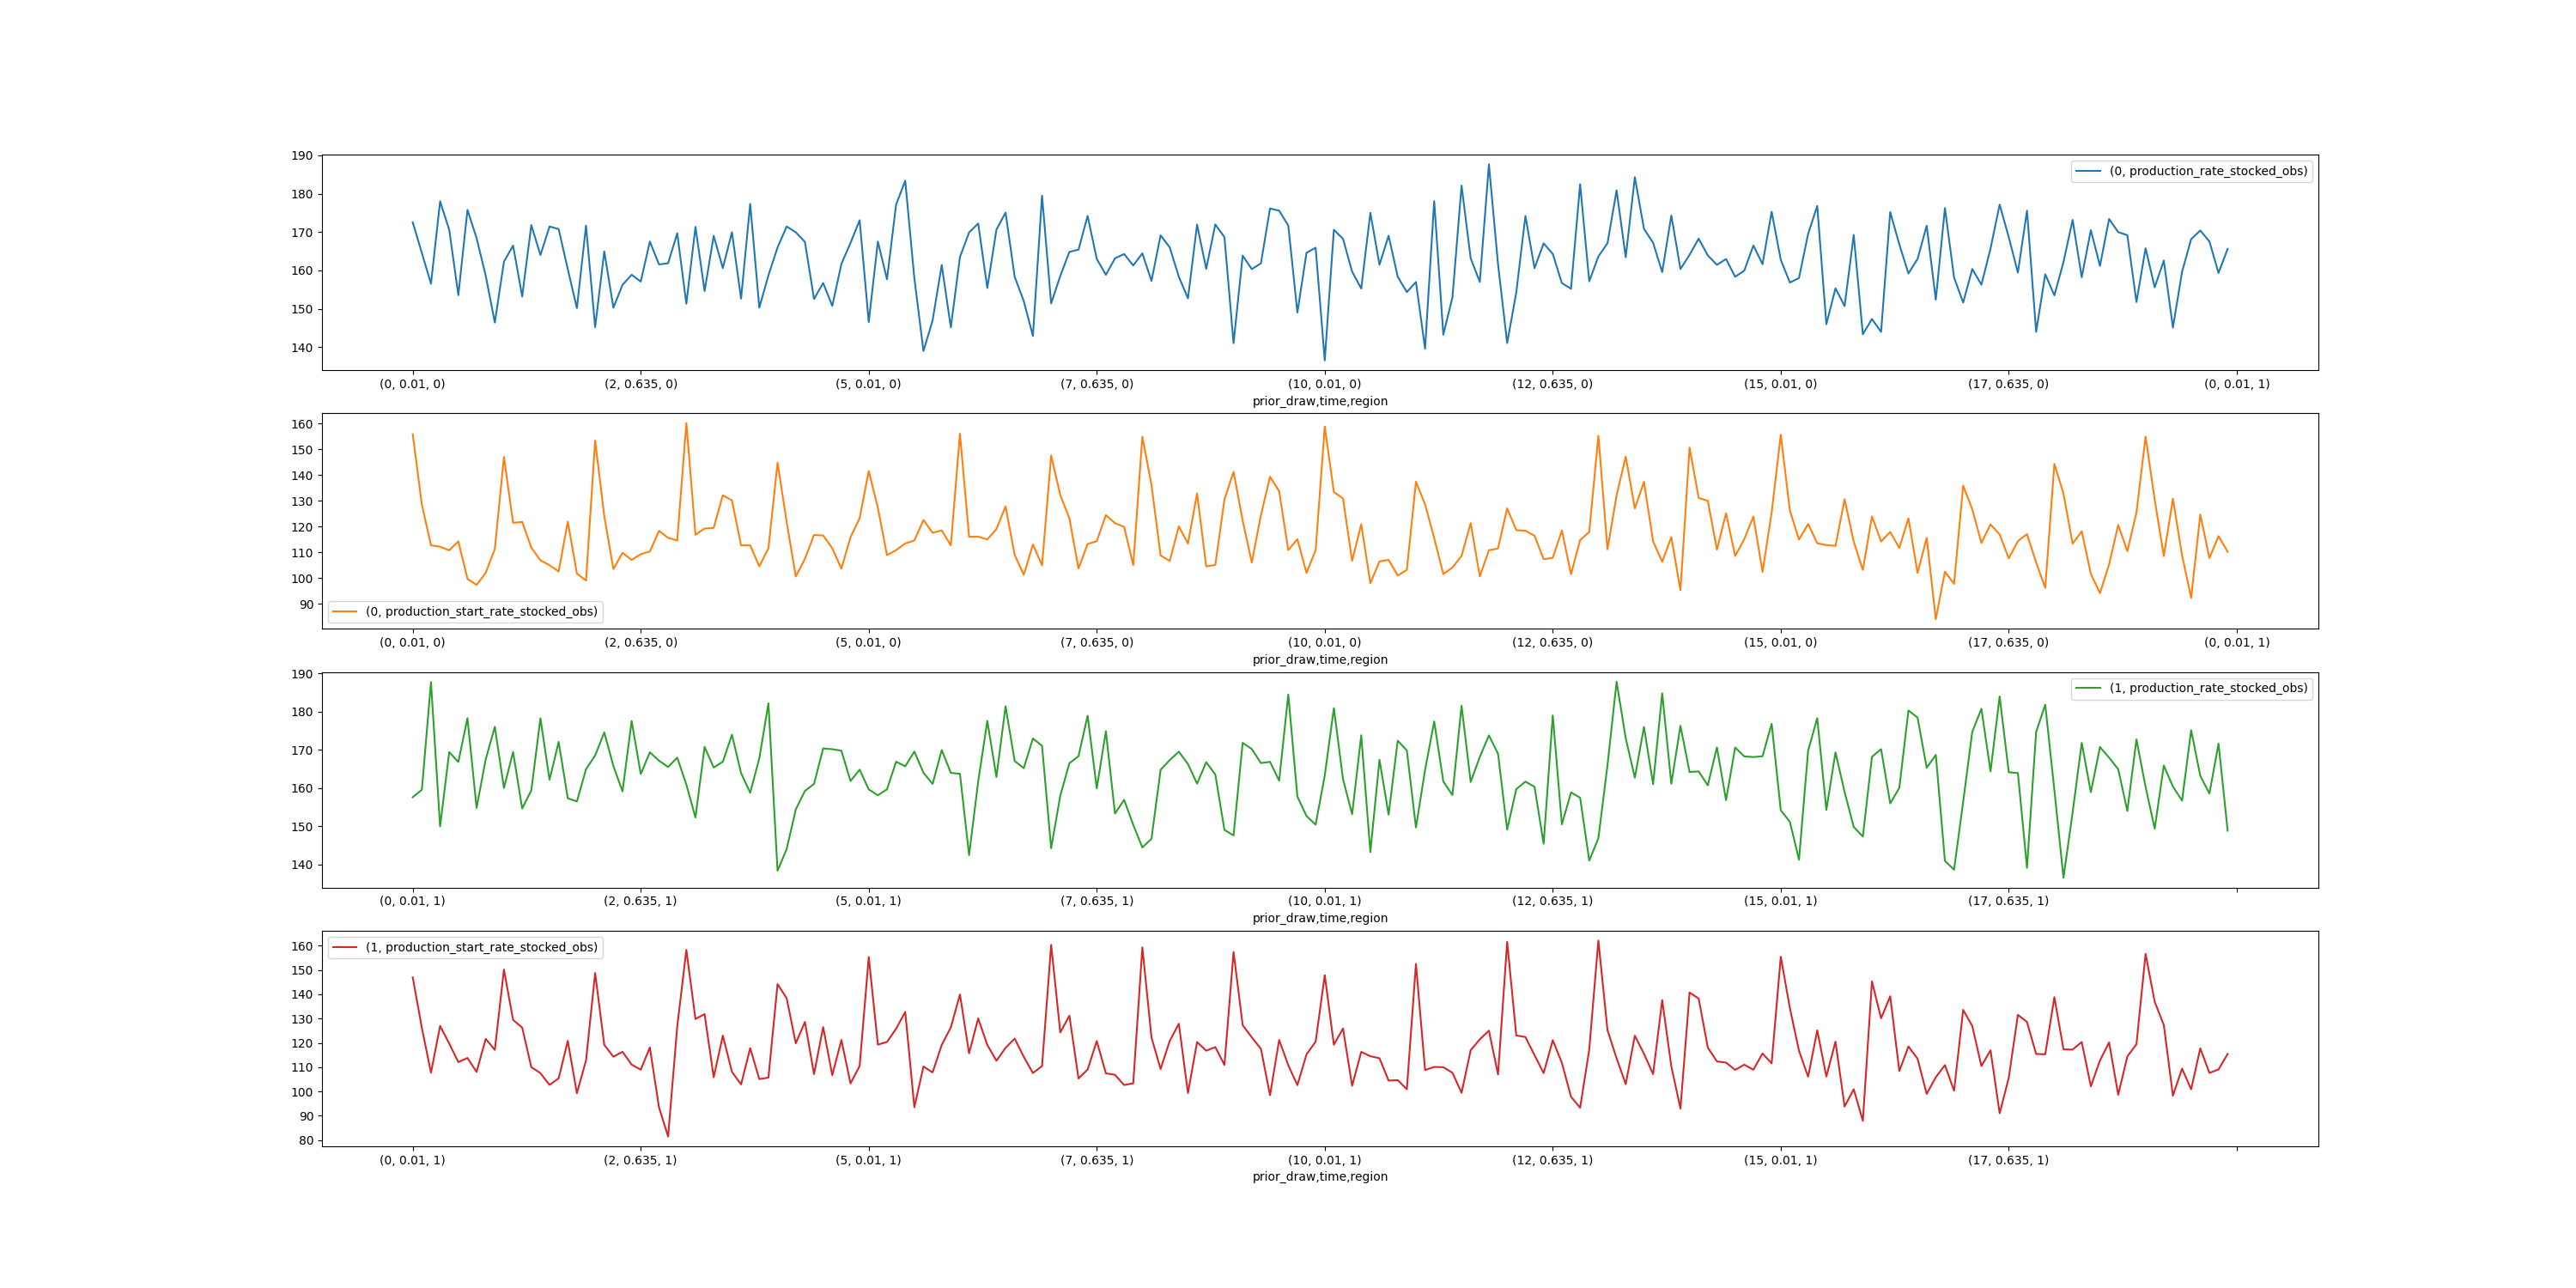 190
180
170
160
150
140
(0, production_rate_stocked_obs)
(0, 0.01, 0) (2, 0.635, 0) (5, 0.01, 0) (7, 0.635, 0) (10, 0.01, 0) (12, 0.635, 0) (15, 0.01, 0) (17, 0.635, 0) (0, 0.01, 1)
prior_draw,time,region
160
150
140
130
120
110
100
90
(0, production_start_rate_stocked_obs)
(0, 0.01, 0) (2, 0.635, 0) (5, 0.01, 0) (7, 0.635, 0) (10, 0.01, 0) (12, 0.635, 0) (15, 0.01, 0) (17, 0.635, 0) (0, 0.01, 1)
prior_draw,time,region
190
180
170
160
150
140
(1, production_rate_stocked_obs)
(0, 0.01, 1) (2, 0.635, 1) (5, 0.01, 1) (7, 0.635, 1) (10, 0.01, 1) (12, 0.635, 1) (15, 0.01, 1) (17, 0.635, 1)
prior_draw,time,region
160
150
140
130
120
110
100
90
80
(1, production_start_rate_stocked_obs)
(0, 0.01, 1) (2, 0.635, 1) (5, 0.01, 1) (7, 0.635, 1) (10, 0.01, 1) (12, 0.635, 1) (15, 0.01, 1) (17, 0.635, 1)
prior_draw,time,region